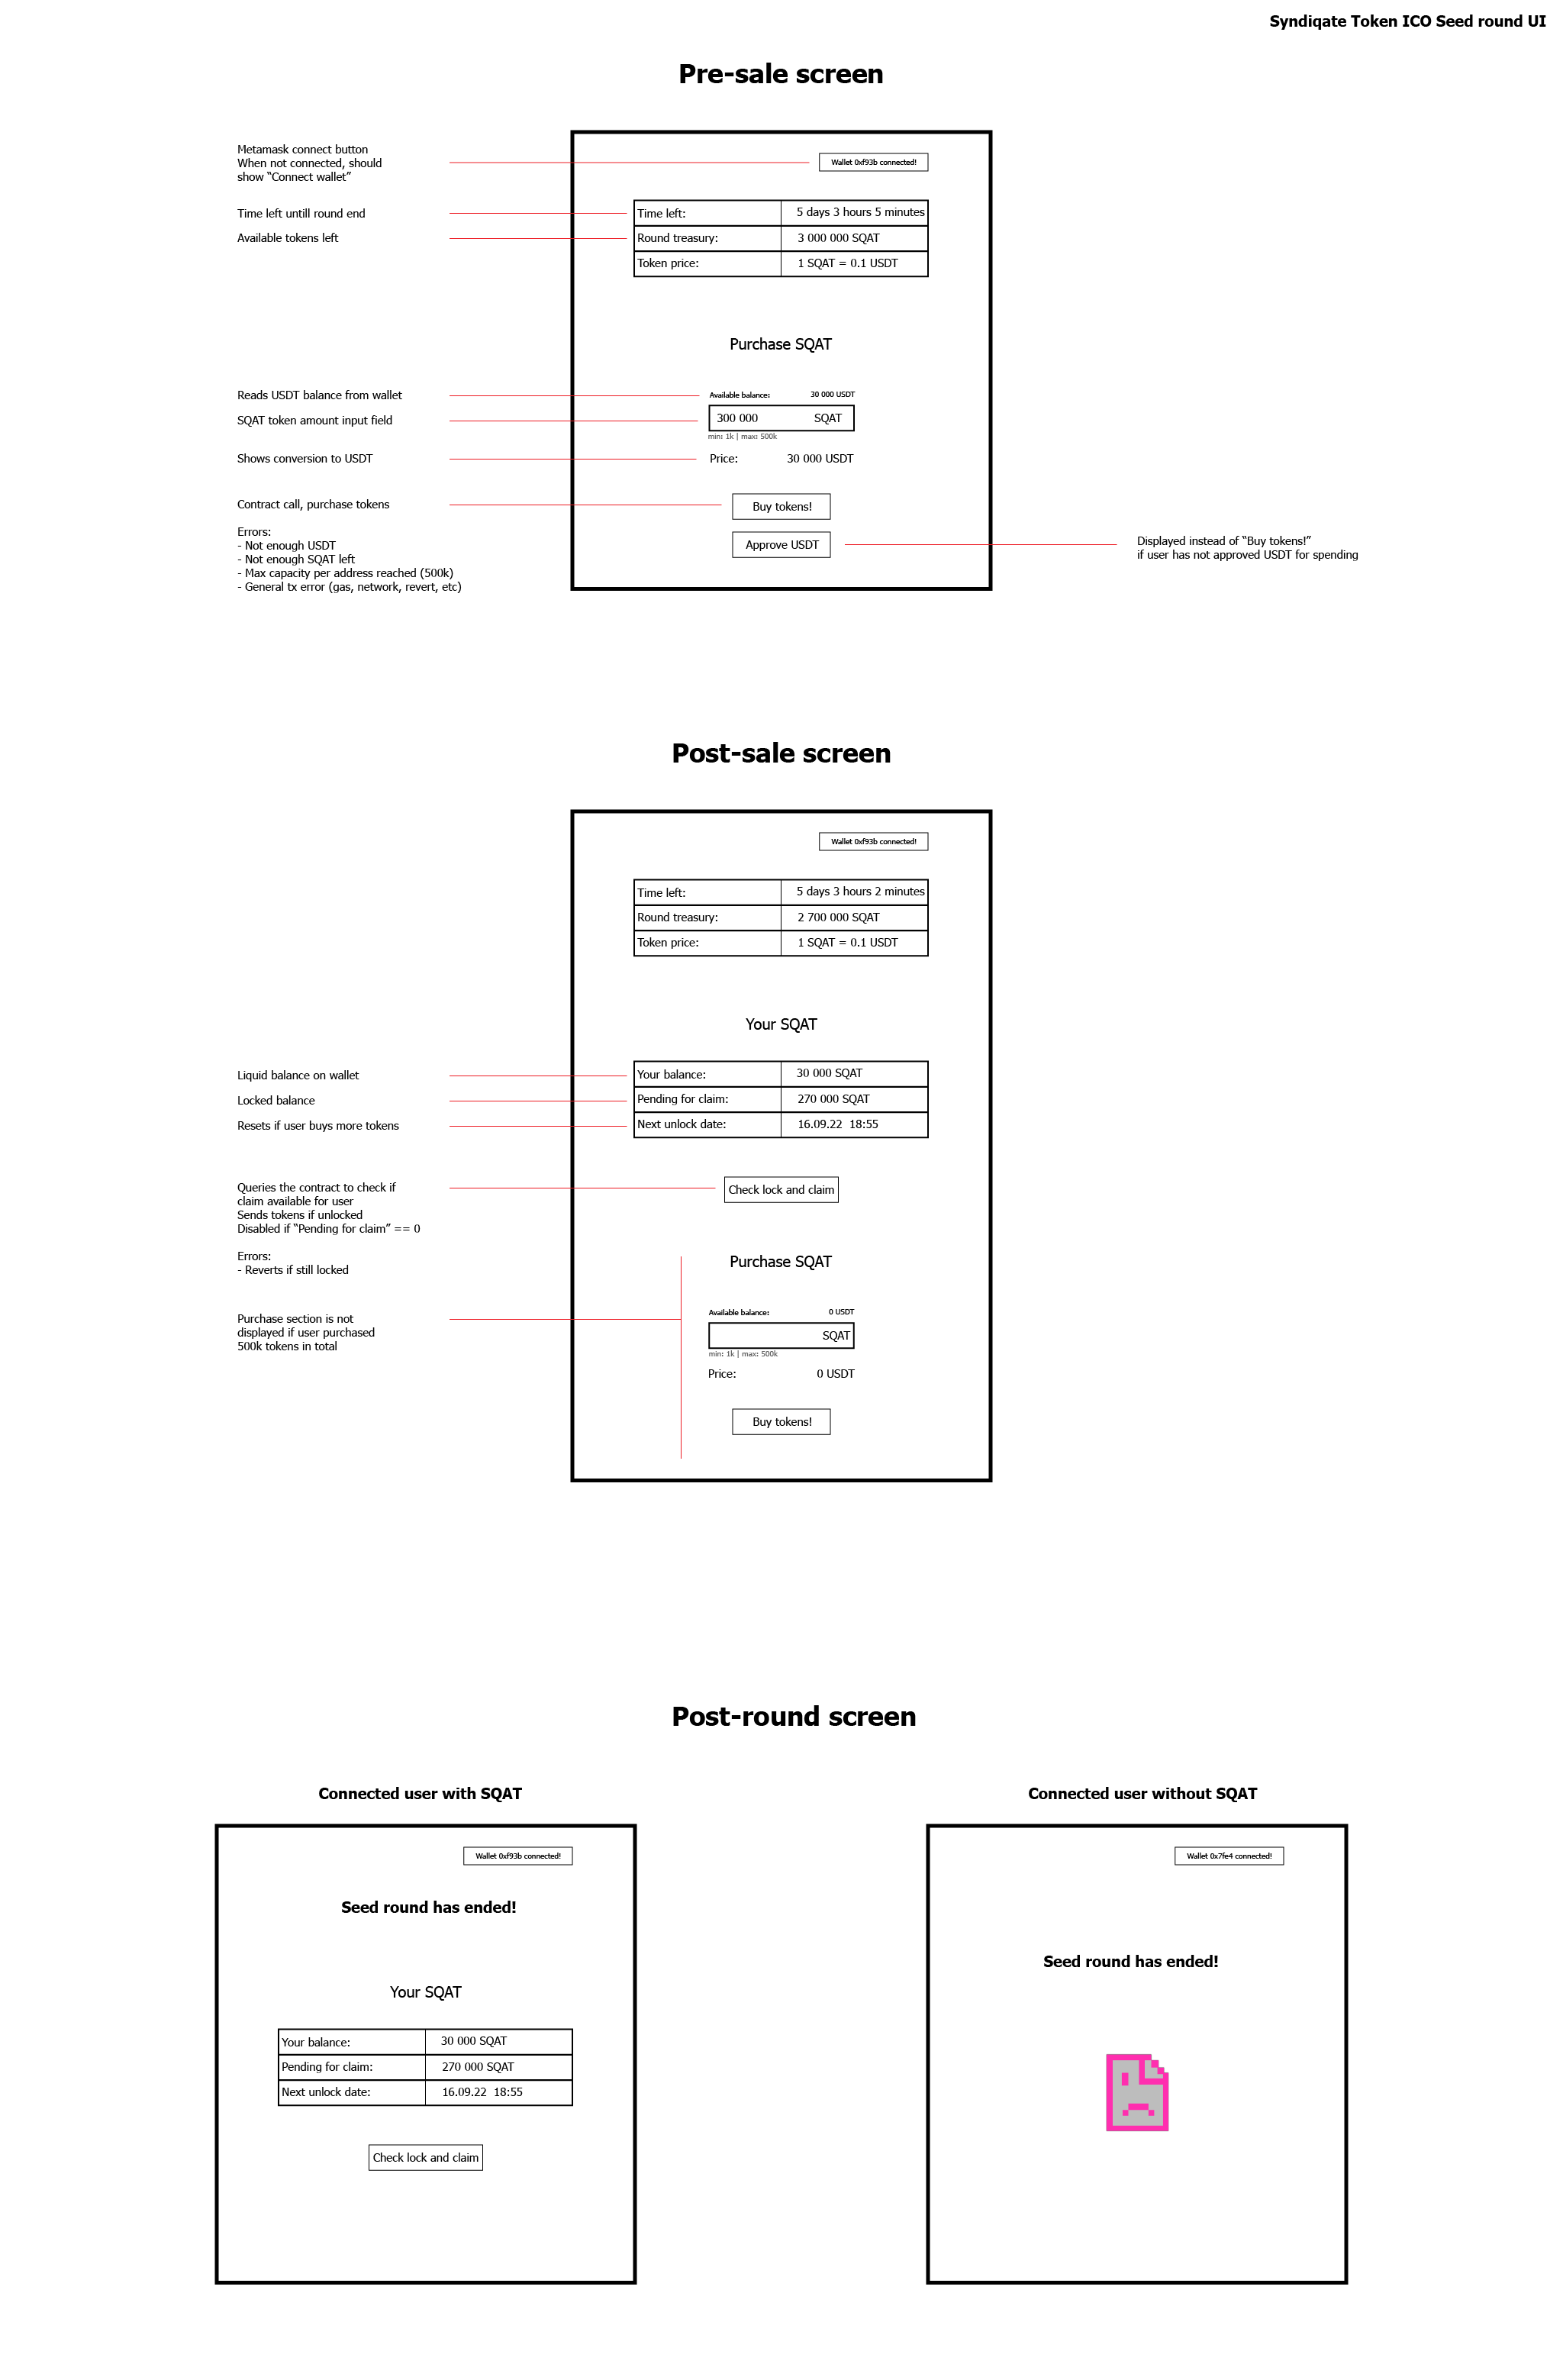 Syndiqate Token ICO Seed round UI
Pre-sale screen
Metamask connect button
When not connected, should
show “Connect wallet”
Wallet 0xf93b connected!
Time left untill round end
Time left: 5 days 3 hours 5 minutes
Available tokens left
Round treasury: 3 000 000 SQAT
Token price: 1 SQAT = 0.1 USDT
Purchase SQAT
Reads USDT balance from wallet
Available balance: 30 000 USDT
SQAT token amount input field
300 000 SQAT
min: 1k | max: 500k
Shows conversion to USDT
Price: 30 000 USDT
Contract call, purchase tokens
Buy tokens!
Errors:
- Not enough USDT
- Not enough SQAT left
- Max capacity per address reached (500k)
- General tx error (gas, network, revert, etc)
Approve USDT
Displayed instead of “Buy tokens!”
if user has not approved USDT for spending
Post-sale screen
Wallet 0xf93b connected!
Time left: 5 days 3 hours 2 minutes
Round treasury: 2 700 000 SQAT
Token price: 1 SQAT = 0.1 USDT
Your SQAT
Liquid balance on wallet
Your balance: 30 000 SQAT
Locked balance
Pending for claim: 270 000 SQAT
Resets if user buys more tokens
Next unlock date: 16.09.22 18:55
Queries the contract to check if
claim available for user
Sends tokens if unlocked
Disabled if “Pending for claim” == 0
Check lock and claim
Errors:
- Reverts if still locked
Purchase SQAT
Purchase section is not
displayed if user purchased
500k tokens in total
Available balance: 0 USDT
SQAT
min: 1k | max: 500k
Price: 0 USDT
Buy tokens!
Post-round screen
Connected user with SQAT
Wallet 0xf93b connected!
Seed round has ended!
Your SQAT
Your balance: 30 000 SQAT
Pending for claim: 270 000 SQAT
Next unlock date: 16.09.22 18:55
Check lock and claim
Connected user without SQAT
Wallet 0x7fe4 connected!
Seed round has ended!